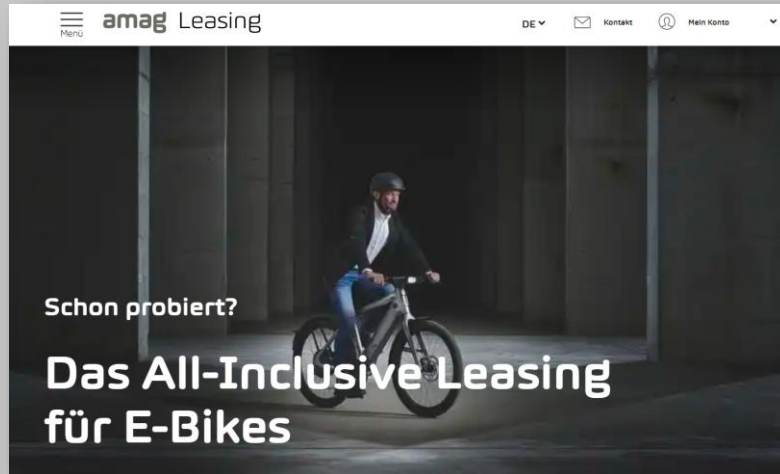 Menü
amag Leasing
DE
Kontakt
Mein Konto
Schon probiert?
Das All-Inclusive Leasing
für E-Bikes